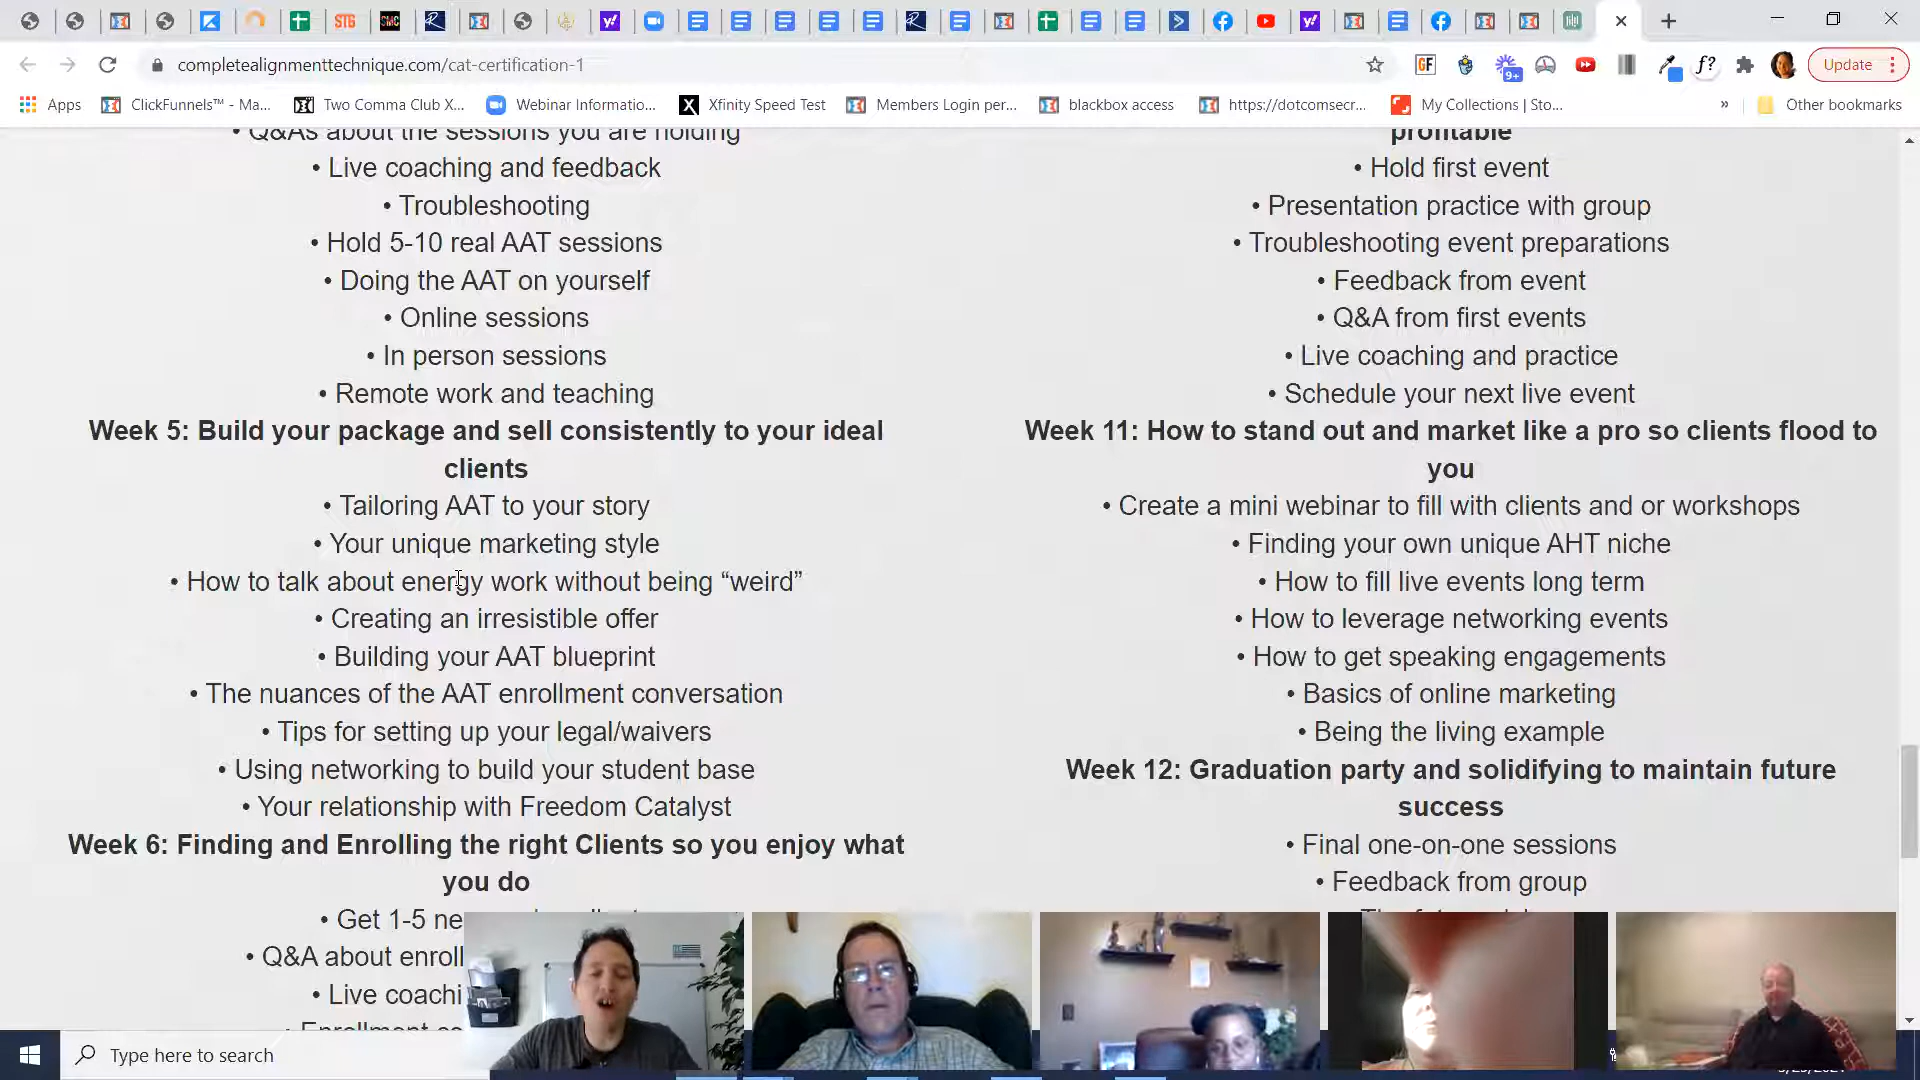 STG
CMC
completealignmenttechnique.com/cat-certification-1
GF
9+
f?
Update
Apps
ClickFunnels™ - Ma...
Two Comma Club X...
Webinar Informatio...
Xfinity Speed Test
Members Login per...
blackbox access
https://dotcomsecr...
My Collections | Sto...
»
Other bookmarks
• Q&As about the sessions you are holding
• Live coaching and feedback
• Troubleshooting
• Hold 5-10 real AAT sessions
• Doing the AAT on yourself
• Online sessions
• In person sessions
• Remote work and teaching
Week 5: Build your package and sell consistently to your ideal
clients
• Tailoring AAT to your story
• Your unique marketing style
• How to talk about energy work without being “weird”
• Creating an irresistible offer
• Building your AAT blueprint
• The nuances of the AAT enrollment conversation
• Tips for setting up your legal/waivers
• Using networking to build your student base
• Your relationship with Freedom Catalyst
Week 6: Finding and Enrolling the right Clients so you enjoy what
you do
• Get 1-5
• Q&A about
• Live
profitable
• Hold first event
• Presentation practice with group
• Troubleshooting event preparations
• Feedback from event
• Q&A from first events
• Live coaching and practice
• Schedule your next live event
Week 11: How to stand out and market like a pro so clients flood to
you
• Create a mini webinar to fill with clients and or workshops
• Finding your own unique AHT niche
• How to fill live events long term
• How to leverage networking events
• How to get speaking engagements
• Basics of online marketing
• Being the living example
Week 12: Graduation party and solidifying to maintain future
success
• Final one-on-one sessions
• Feedback from group
Type here to search